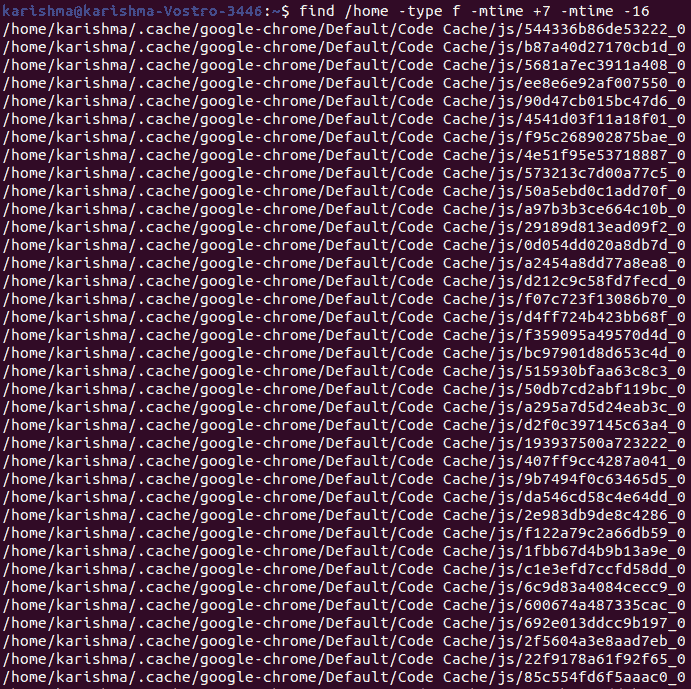 karishma@karishma-Vostro-3446:~$ find /home -type f -mtime +7 -mtime -16
/home/karishma/.cache/google-chrome/Default/Code Cache/js/544336b86de53222_0
/home/karishma/.cache/google-chrome/Default/Code Cache/js/b87a40d27170cb1d_0
/home/karishma/.cache/google-chrome/Default/Code Cache/js/5681a7ec3911a408_0
/home/karishma/.cache/google-chrome/Default/Code Cache/js/ee8e6e92af007550_0
/home/karishma/.cache/google-chrome/Default/Code Cache/js/90d47cb015bc47d6_0
/home/karishma/.cache/google-chrome/Default/Code Cache/js/4541d03f11a18f01_0
/home/karishma/.cache/google-chrome/Default/Code Cache/js/f95c268902875bae_0
/home/karishma/.cache/google-chrome/Default/Code Cache/js/4e51f95e53718887_0
/home/karishma/.cache/google-chrome/Default/Code Cache/js/573213c7d00a77c5_0
/home/karishma/.cache/google-chrome/Default/Code Cache/js/50a5ebd0c1add70f_0
/home/karishma/.cache/google-chrome/Default/Code Cache/js/a97b3b3ce664c10b_0
/home/karishma/.cache/google-chrome/Default/Code Cache/js/29189d813ead09f2_0
/home/karishma/.cache/google-chrome/Default/Code Cache/js/0d054dd020a8db7d_0
/home/karishma/.cache/google-chrome/Default/Code Cache/js/a2454a8dd77a8ea8_0
/home/karishma/.cache/google-chrome/Default/Code Cache/js/d212c9c58fd7fecd_0
/home/karishma/.cache/google-chrome/Default/Code Cache/js/f07c723f13086b70_0
/home/karishma/.cache/google-chrome/Default/Code Cache/js/d4ff724b423bb68f_0
/home/karishma/.cache/google-chrome/Default/Code Cache/js/f359095a49570d4d_0
/home/karishma/.cache/google-chrome/Default/Code Cache/js/bc97901d8d653c4d_0
/home/karishma/.cache/google-chrome/Default/Code Cache/js/515930bfaa63c8c3_0
/home/karishma/.cache/google-chrome/Default/Code Cache/js/50db7cd2abf119bc_0
/home/karishma/.cache/google-chrome/Default/Code Cache/js/a295a7d5d24eab3c_0
/home/karishma/.cache/google-chrome/Default/Code Cache/js/d2f0c397145c63a4_0
/home/karishma/.cache/google-chrome/Default/Code Cache/js/193937500a723222_0
/home/karishma/.cache/google-chrome/Default/Code Cache/js/407ff9cc4287a041_0
/home/karishma/.cache/google-chrome/Default/Code Cache/js/9b7494f0c63465d5_0
/home/karishma/.cache/google-chrome/Default/Code Cache/js/da546cd58c4e64dd_0
/home/karishma/.cache/google-chrome/Default/Code Cache/js/2e983db9de8c4286_0
/home/karishma/.cache/google-chrome/Default/Code Cache/js/f122a79c2a66db59_0
/home/karishma/.cache/google-chrome/Default/Code Cache/js/1fbb67d4b9b13a9e_0
/home/karishma/.cache/google-chrome/Default/Code Cache/js/c1e3efd7ccfd58dd_0
/home/karishma/.cache/google-chrome/Default/Code Cache/js/6c9d83a4084cecc9_0
/home/karishma/.cache/google-chrome/Default/Code Cache/js/600674a487335cac_0
/home/karishma/.cache/google-chrome/Default/Code Cache/js/692e013ddcc9b197_0
/home/karishma/.cache/google-chrome/Default/Code Cache/js/2f5604a3e8aad7eb_0
/home/karishma/.cache/google-chrome/Default/Code Cache/js/22f9178a61f92f65_0
/home/karishma/.cache/google-chrome/Default/Code Cache/js/85c554fd6f5aaac0_0